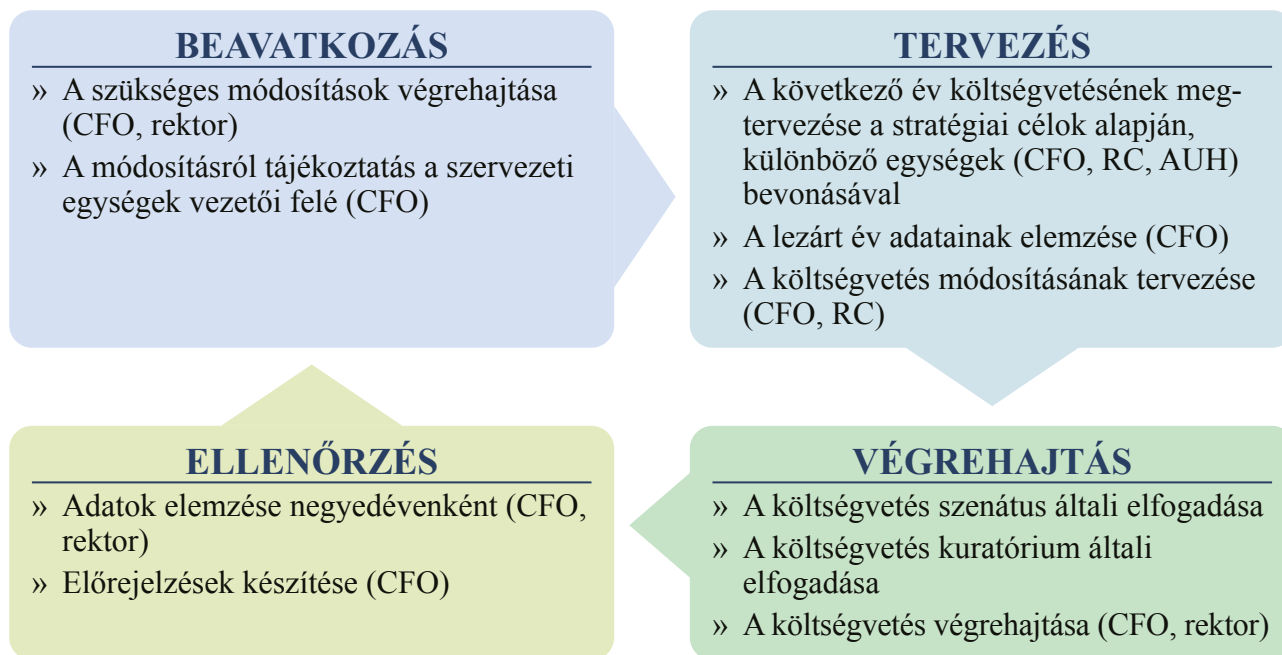 BEAVATKOZÁS
» A szükséges módosítások végrehajtása
(CFO, rektor)
» A módosításról tájékoztatás a szervezeti
egységek vezetői felé (CFO)
TERVEZÉS
» A következő év költségvetésének meg-
tervezése a stratégiai célok alapján,
különböző egységek (CFO, RC, AUH)
bevonásával
» A lezárt év adatainak elemzése (CFO)
» A költségvetés módosításának tervezése
(CFO, RC)
ELLENŐRZÉS
» Adatok elemzése negyedévenként (CFO,
rektor)
» Előrejelzések készítése (CFO)
VÉGREHAJTÁS
» A költségvetés szenátus általi elfogadása
» A költségvetés kuratórium általi
elfogadása
» A költségvetés végrehajtása (CFO, rektor)